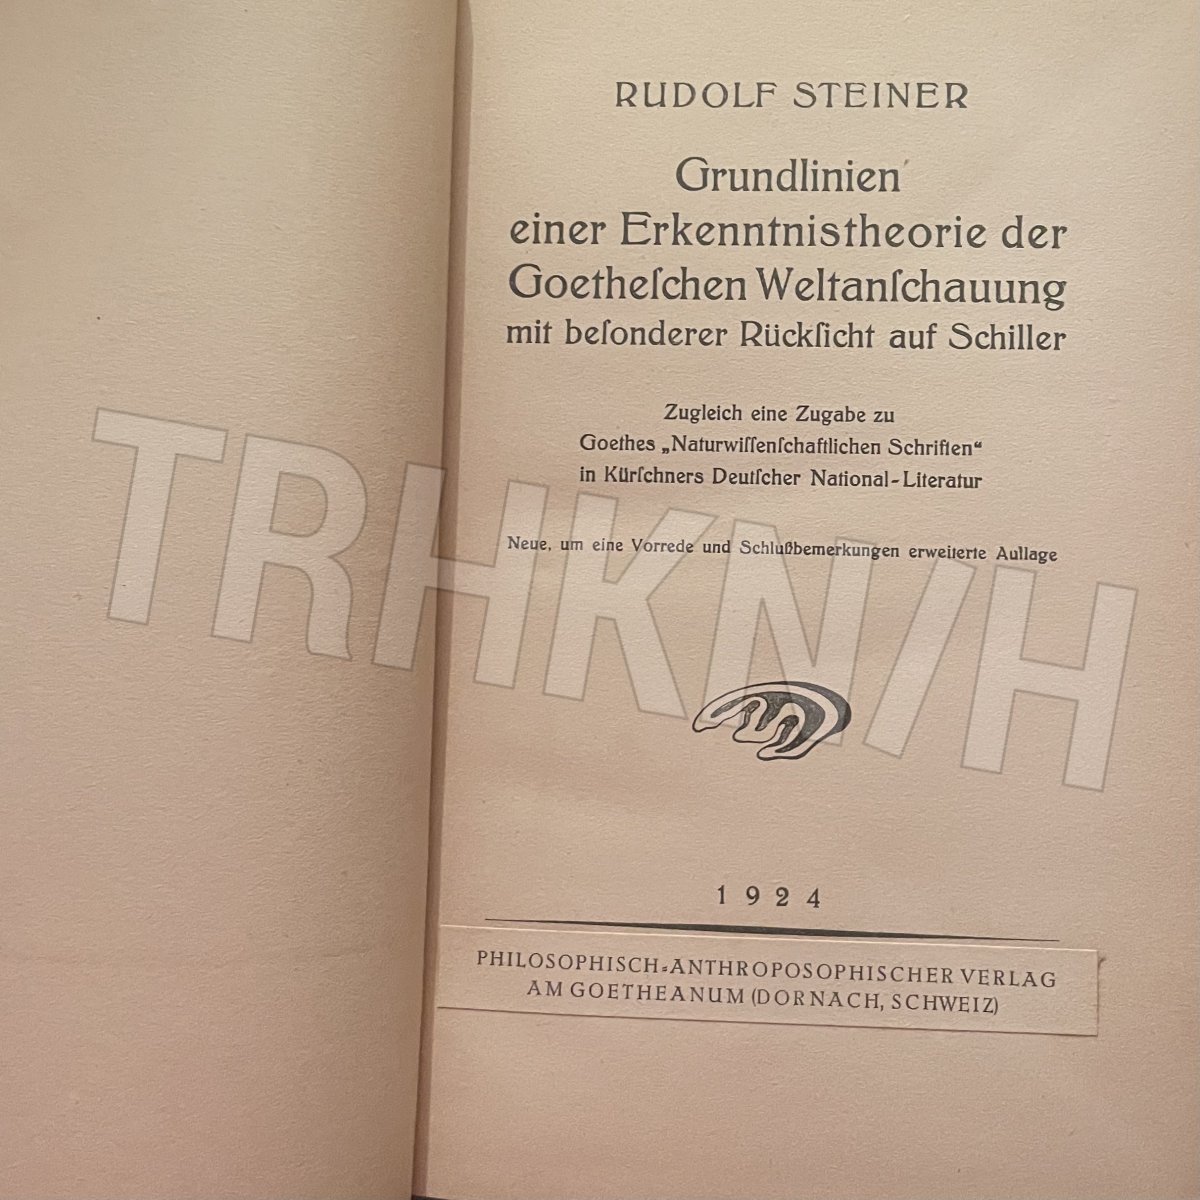 RUDOLF STEINER
Grundlinien
einer Erkenntnistheorie der
Goetheſchen Weltanſchauung
mit beſonderer Rückſicht auf Schiller
Zugleich eine Zugabe zu
Goethes „Naturwiſſenſchaftlichen Schriften“
in Kürſchners Deutſcher National-Literatur
Neue, um eine Vorrede und Schlußbemerkungen erweiterte Auflage
1924
PHILOSOPHISCH-ANTHROPOSOPHISCHER VERLAG
AM GOETHEANUM (DORNACH, SCHWEIZ)
TRHKN/H